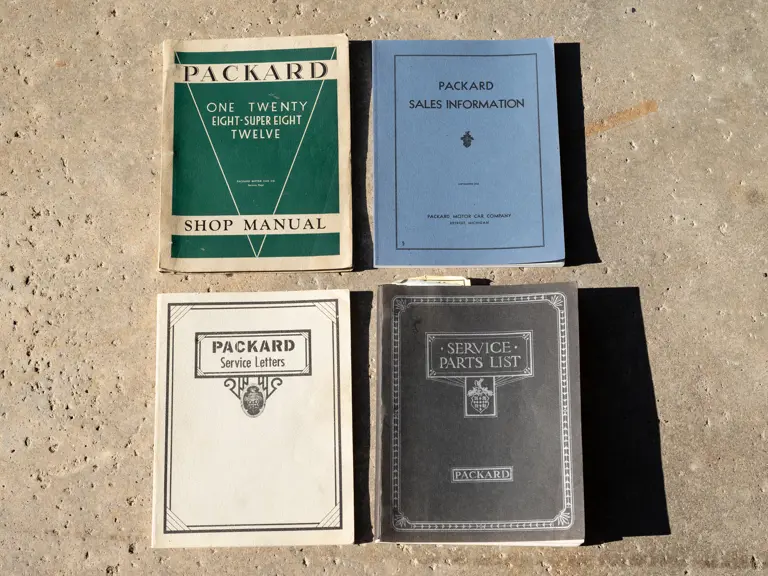 PACKARD
ONE TWENTY
EIGHT-SUPER EIGHT
TWELVE
SHOP MANUAL
PACKARD
SALES INFORMATION
PACKARD MOTOR CAR COMPANY
DETROIT, MICHIGAN
PACKARD
Service Letters
· SERVICE ·
PARTS LIST
PACKARD